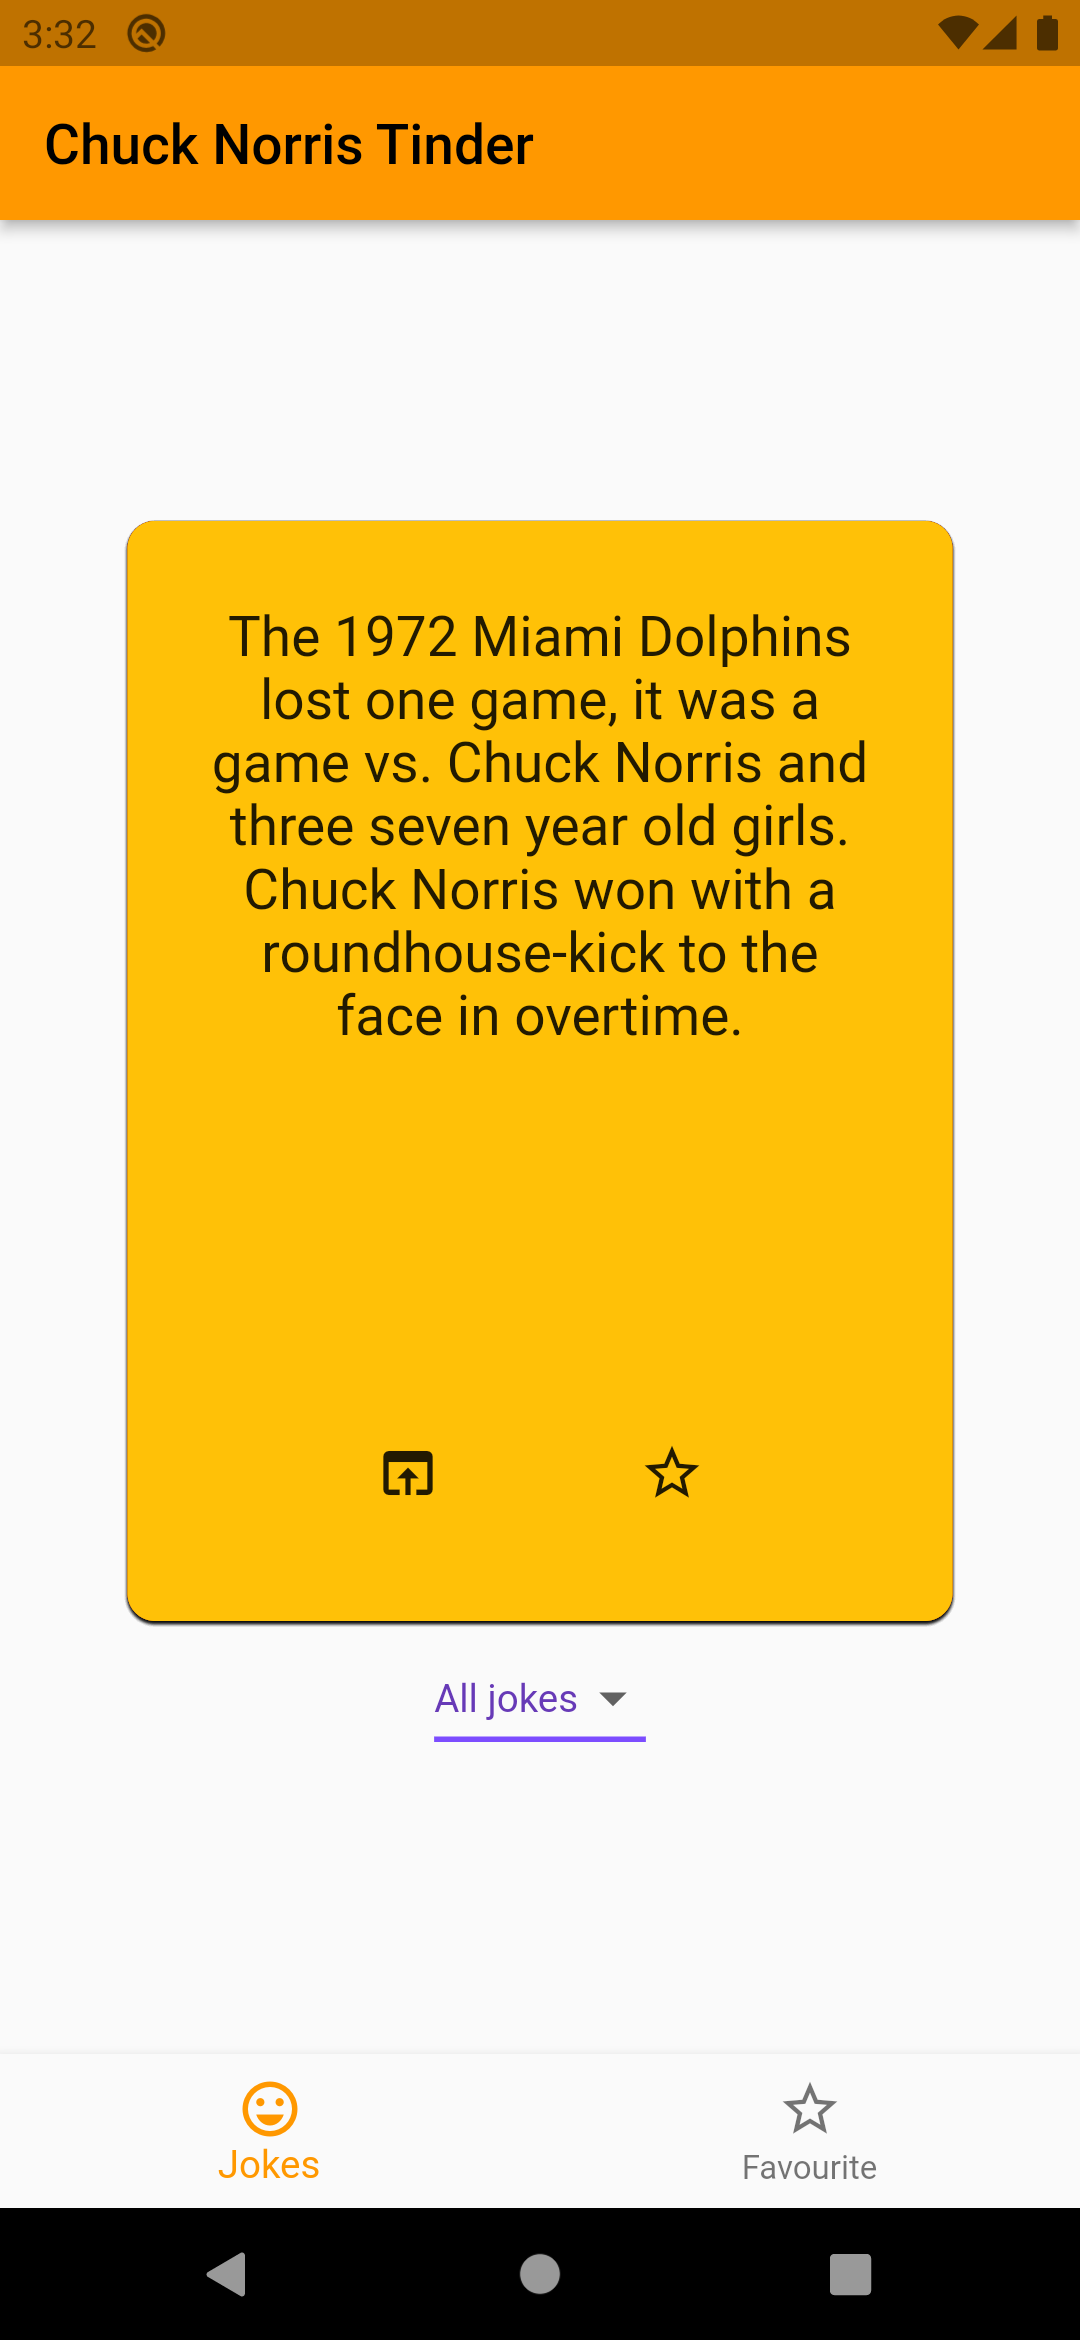 3:32
Chuck Norris Tinder
The 1972 Miami Dolphins
lost one game, it was a
game vs. Chuck Norris and
three seven year old girls.
Chuck Norris won with a
roundhouse-kick to the
face in overtime.
All jokes
Jokes
Favourite